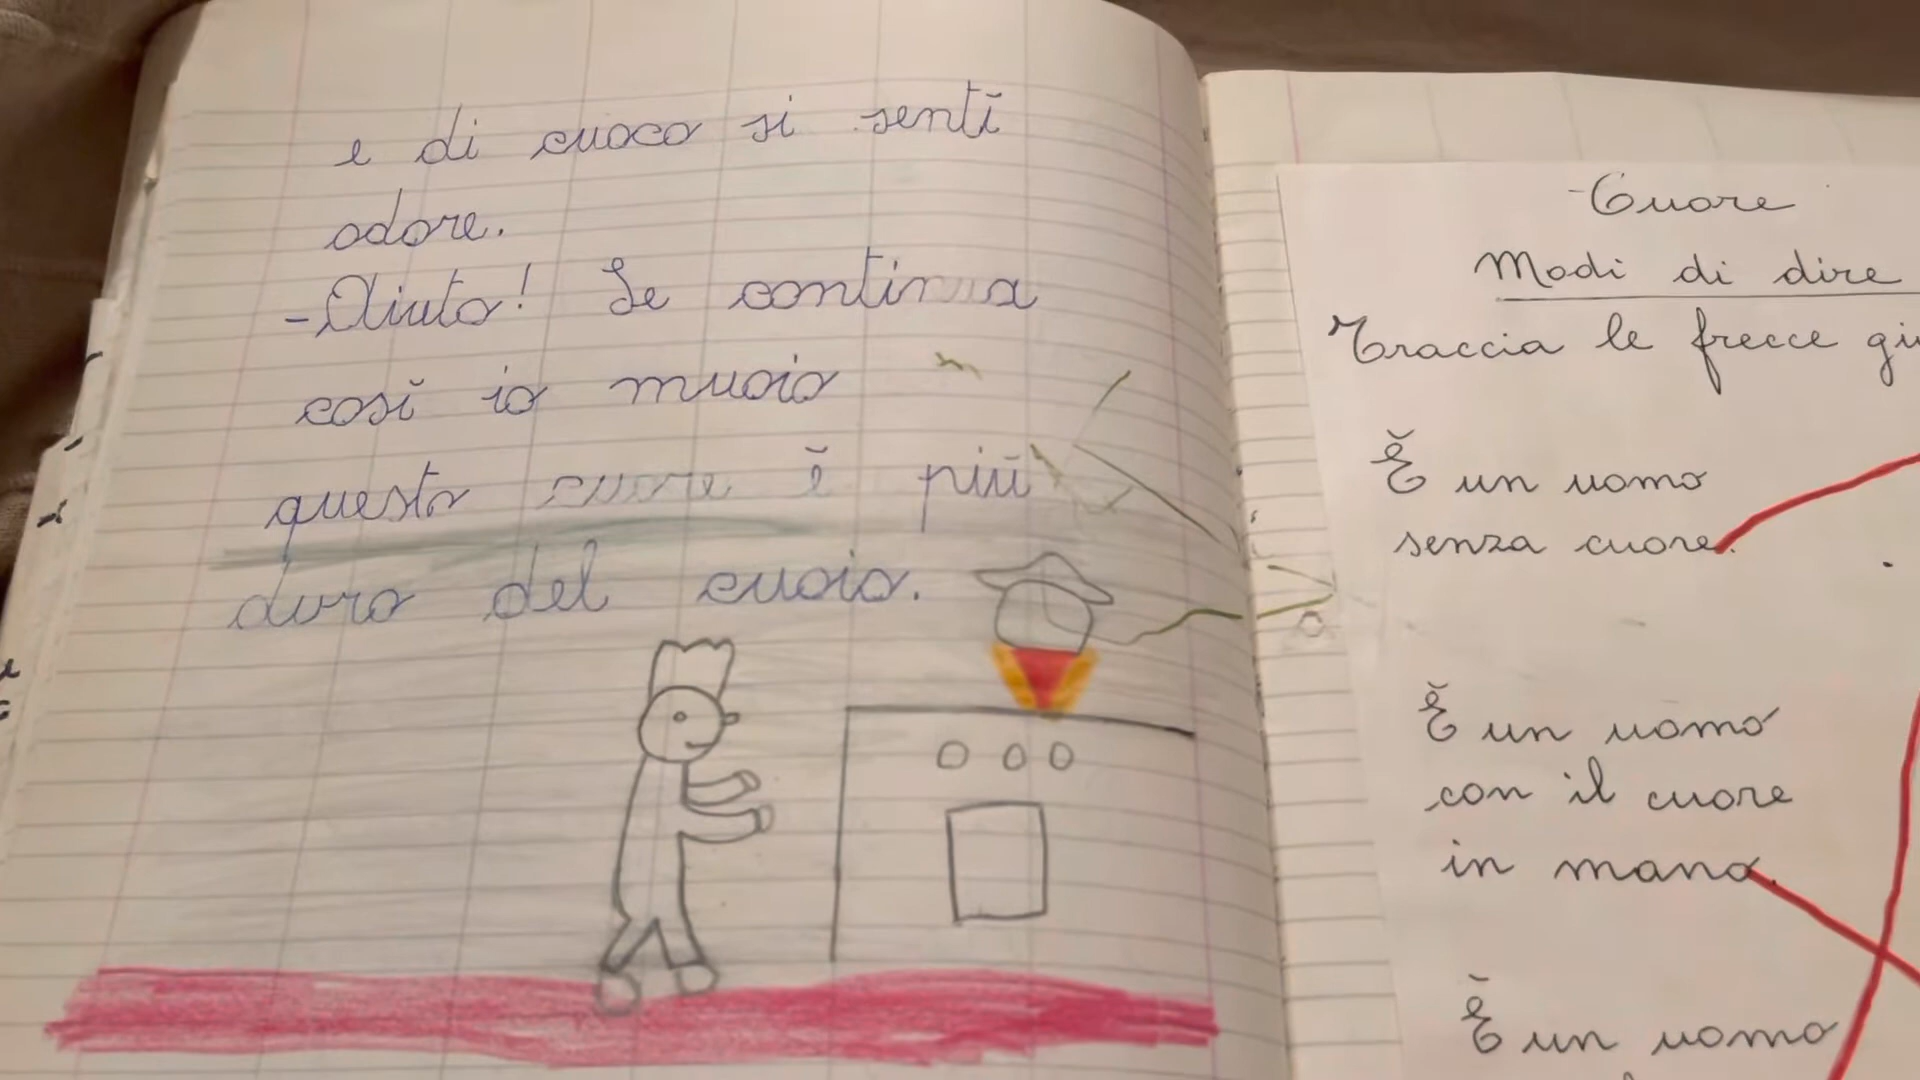 e di cuoco si sentì
odore.
- Aiuto! Se continua
così io muoio
questo cuore è più
duro del cuoio.
Cuore
Modi di dire
Traccia le frecce gi
È un uomo
senza cuore.
È un uomo
con il cuore
in mano.
È un uomo